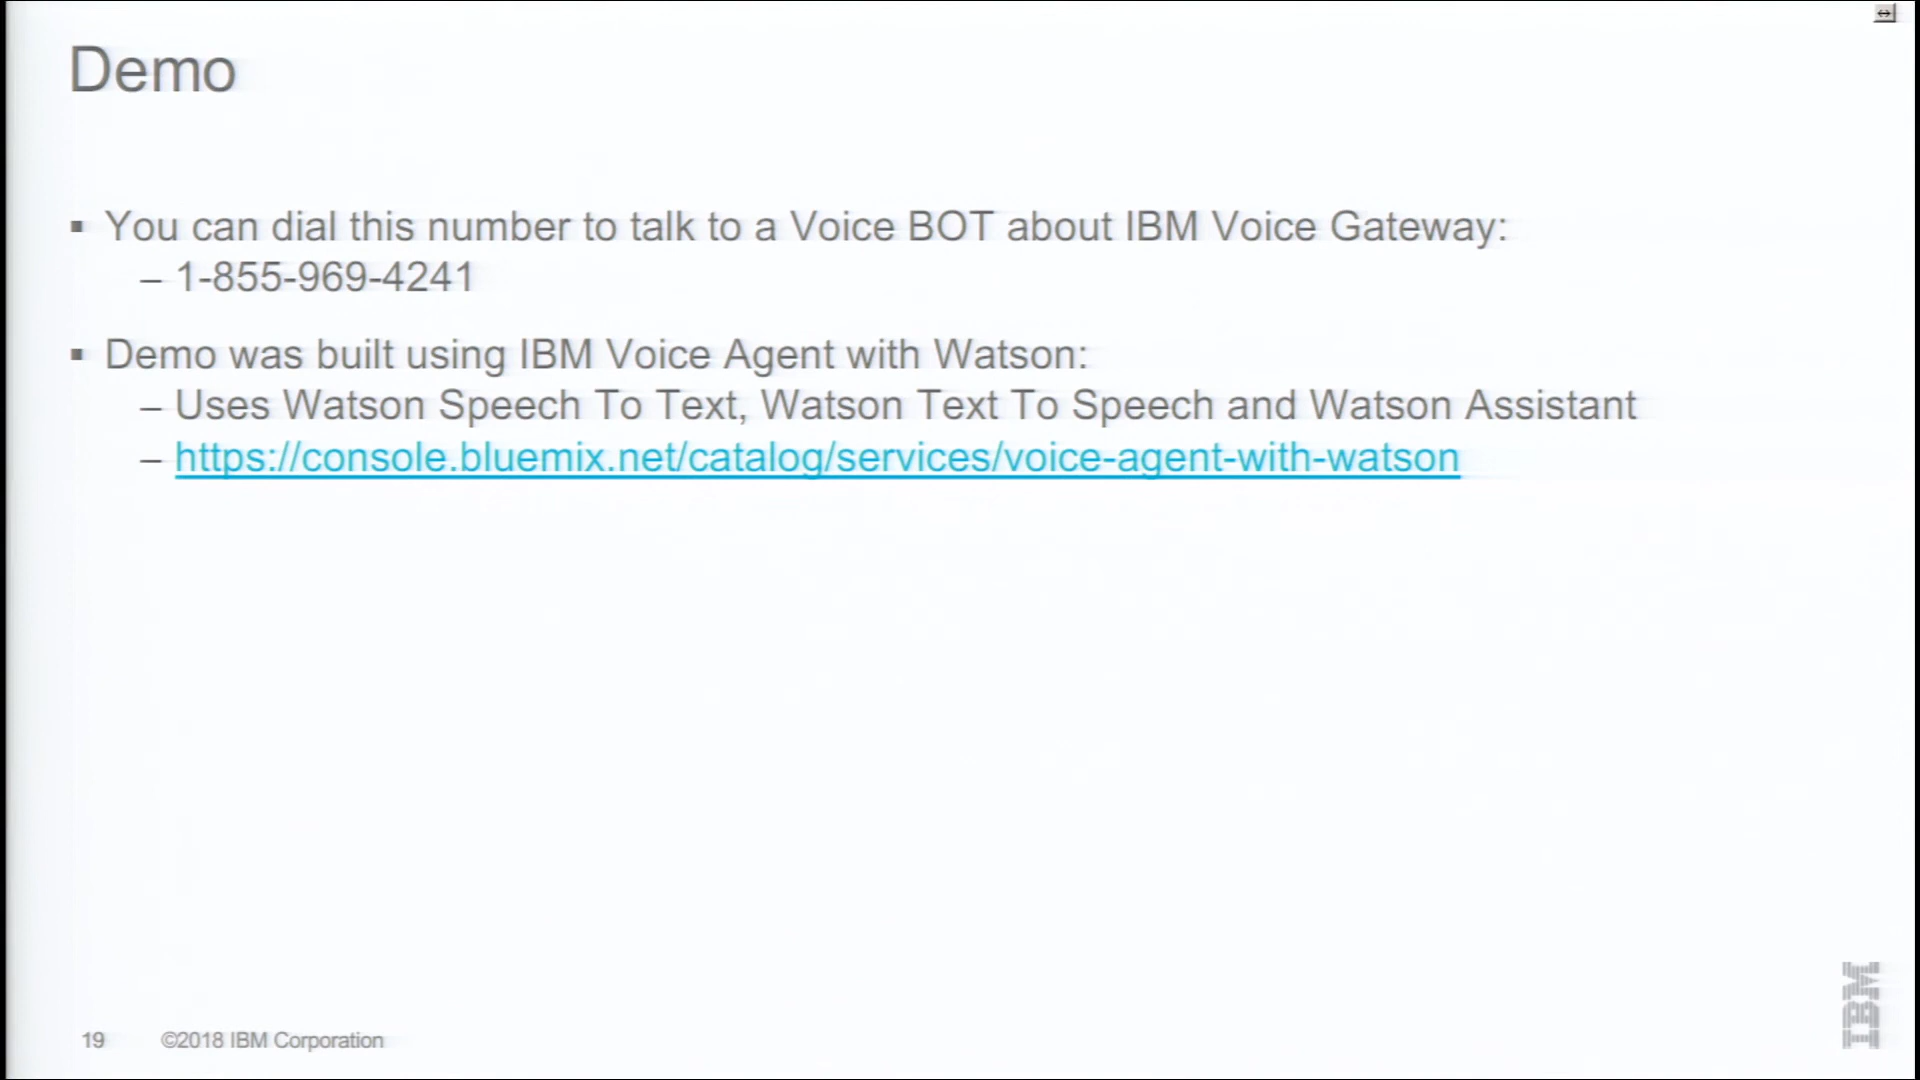 Demo
▪ You can dial this number to talk to a Voice BOT about IBM Voice Gateway:
– 1-855-969-4241
▪ Demo was built using IBM Voice Agent with Watson:
– Uses Watson Speech To Text, Watson Text To Speech and Watson Assistant
– https://console.bluemix.net/catalog/services/voice-agent-with-watson
19 ©2018 IBM Corporation
IBM